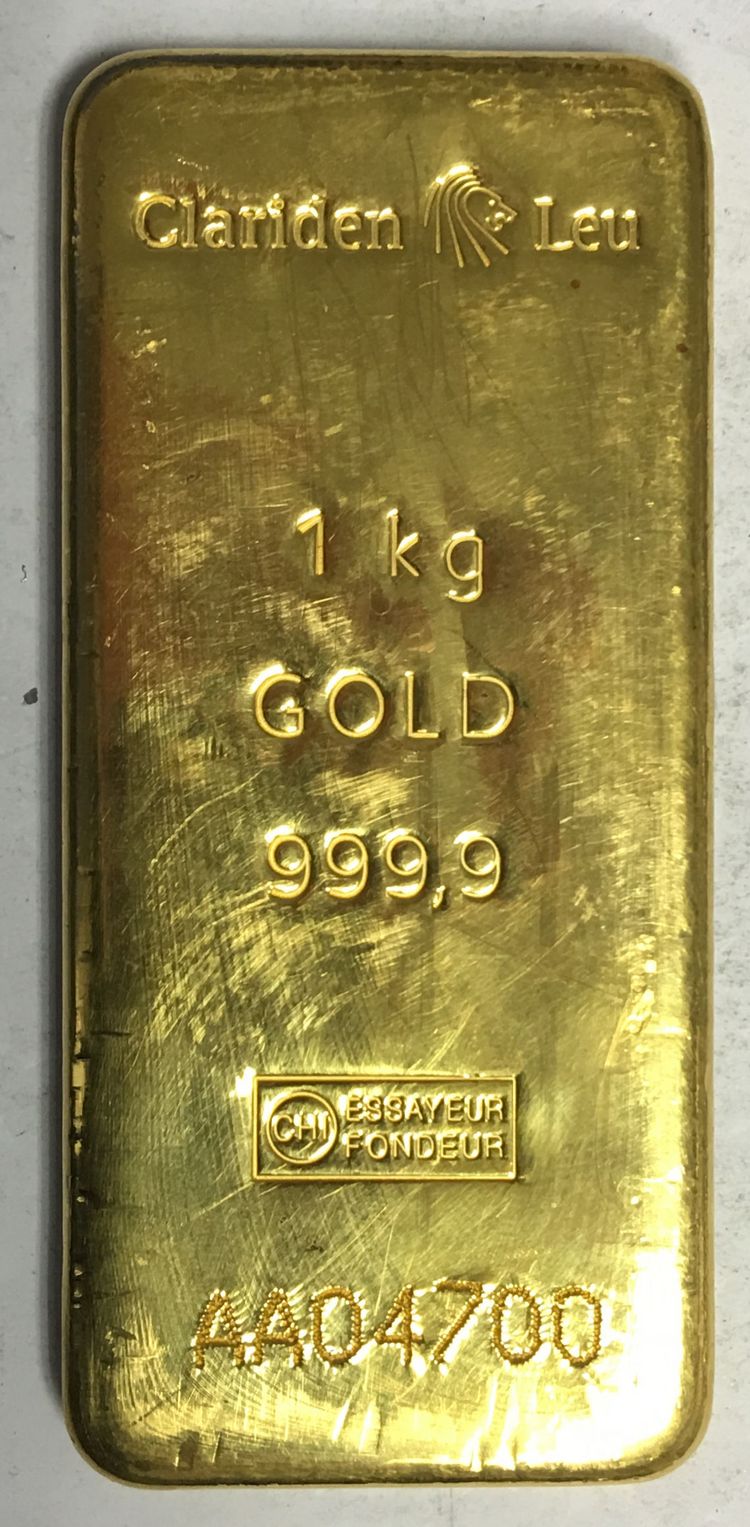 Clariden Leu
1 kg
GOLD
999,9
CHI ESSAYEUR
FONDEUR
AA04700